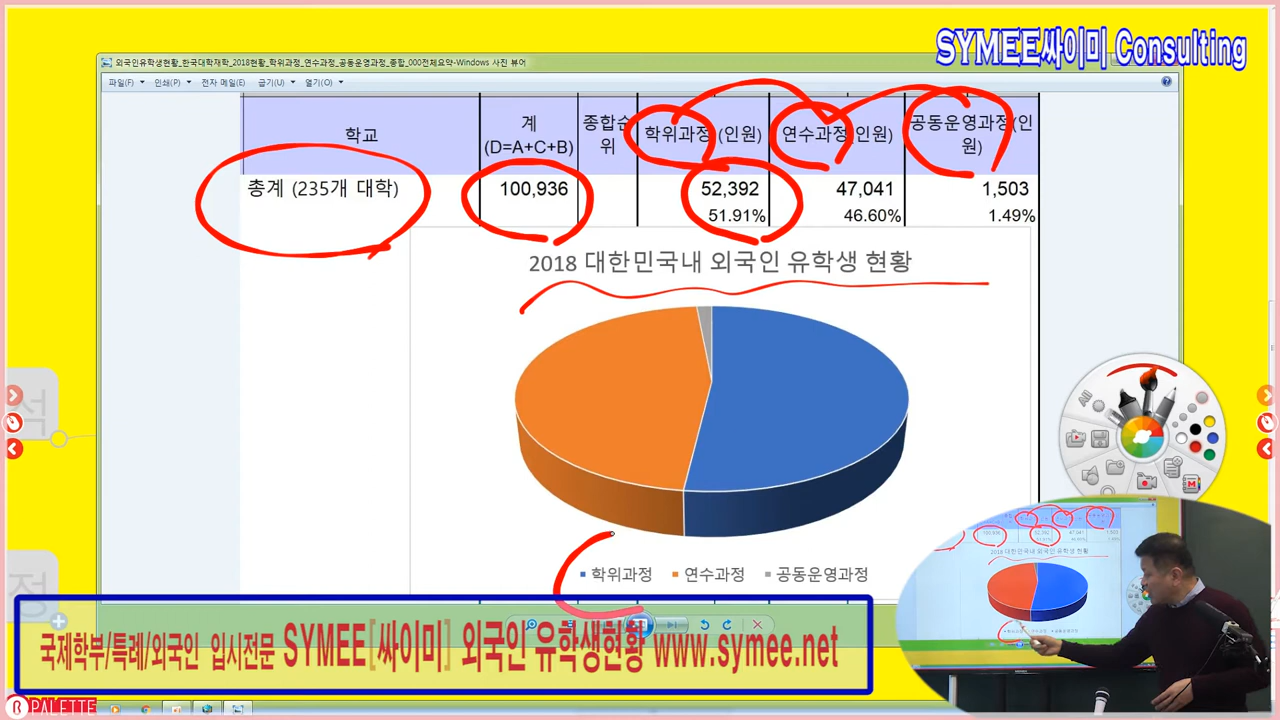 SYMEE싸이미 Consulting
외국인유학생현황_한국대학재학_2018현황_학위과정_연수과정_공동운영과정_종합_000전체요약-Windows 사진 뷰어
파일(F) 인쇄(P) 전자 메일(E) 굽기(U) 열기(O)
학교
계
(D=A+C+B)
종합순
위
학위과정 (인원)
연수과정(인원)
공동운영과정(인
원)
총계 (235개 대학) 100,936 52,392 47,041 1,503
51.91% 46.60% 1.49%
2018 대한민국내 외국인 유학생 현황
학위과정 연수과정 공동운영과정
All
석
정
국제학부/특례/외국인 입시전문 SYMEE[싸이미] 외국인유학생현황 www.symee.net
PALETTE